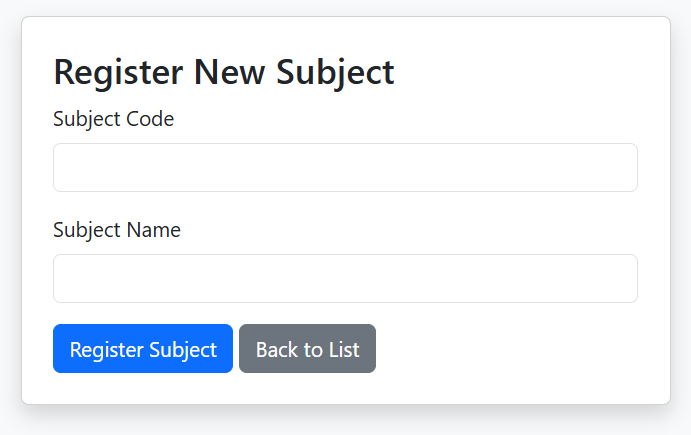 Register New Subject
Subject Code
Subject Name
Register Subject Back to List